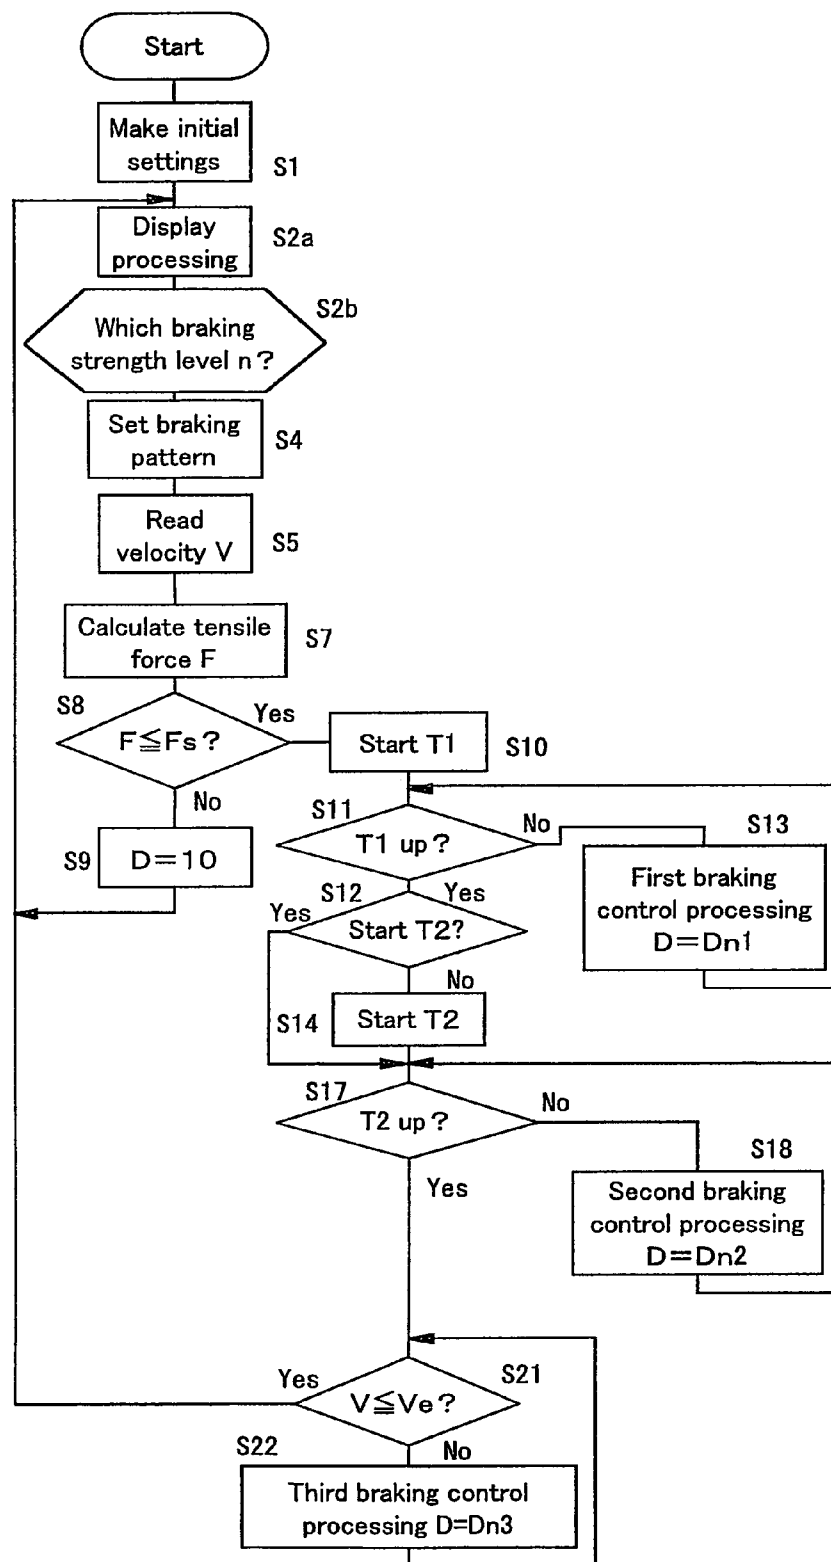 Start
Make initial
settings
S1
Display
processing
S2a
S2b
Which braking
strength level n?
Set braking
pattern
S4
Read
velocity V
S5
Calculate tensile
force F
S7
S8
F≦Fs?
Yes
No
Start T1
S10
S9
D=10
S11
T1 up?
No
Yes
S13
First braking
control processing
D=Dn1
S12
Yes
Start T2?
No
S14
Start T2
S17
T2 up?
No
Yes
S18
Second braking
control processing
D=Dn2
Yes
S21
V≦Ve?
No
S22
Third braking control
processing D=Dn3